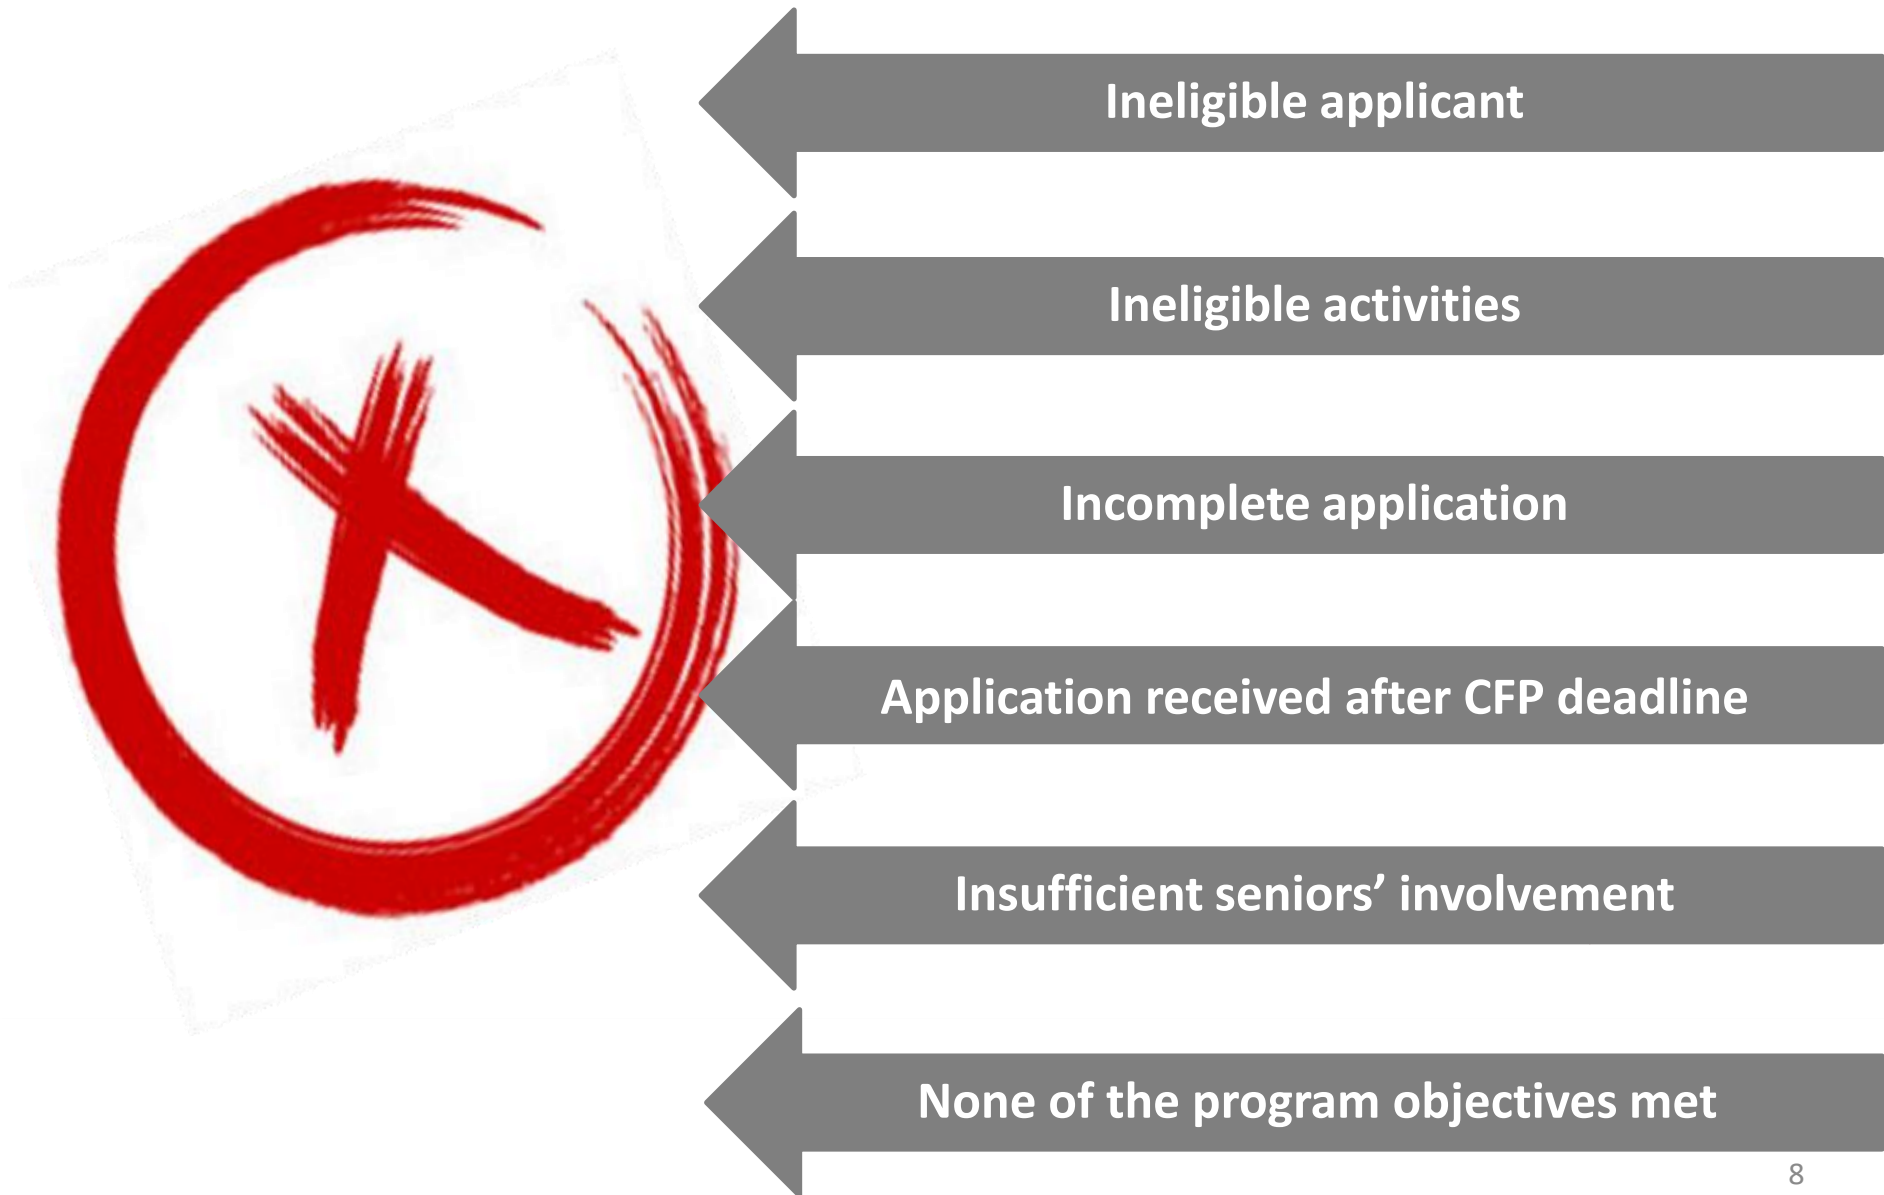 Ineligible applicant
Ineligible activities
Incomplete application
Application received after CFP deadline
Insufficient seniors’ involvement
None of the program objectives met
8